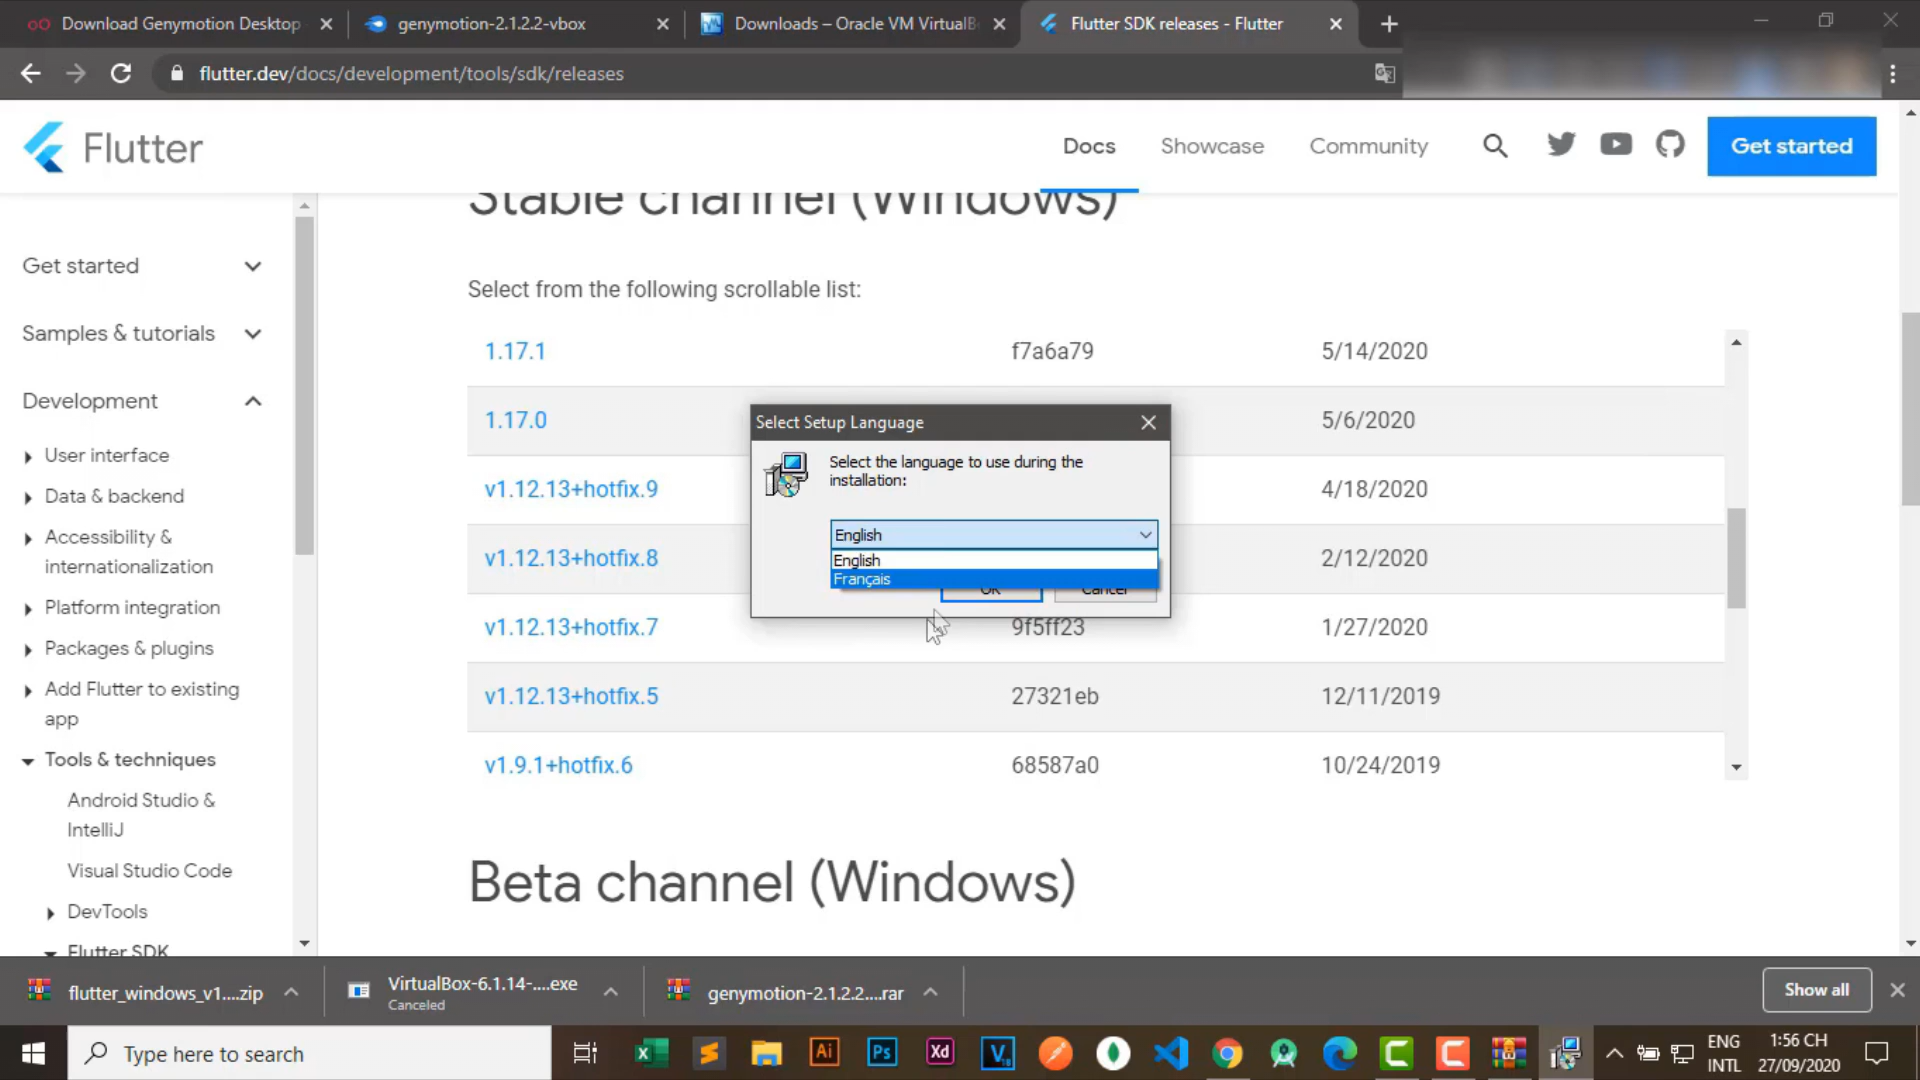 Download Genymotion Desktop
genymotion-2.1.2.2-vbox
Downloads – Oracle VM VirtualB
Flutter SDK releases - Flutter
flutter.dev/docs/development/tools/sdk/releases
Flutter
Docs
Showcase
Community
Get started
Get started
Samples & tutorials
Development
User interface
Data & backend
Accessibility &
internationalization
Platform integration
Packages & plugins
Add Flutter to existing
app
Tools & techniques
Android Studio &
IntelliJ
Visual Studio Code
DevTools
Flutter SDK
Stable channel (Windows)
Select from the following scrollable list:
1.17.1 f7a6a79 5/14/2020
1.17.0 5/6/2020
v1.12.13+hotfix.9 4/18/2020
v1.12.13+hotfix.8 2/12/2020
v1.12.13+hotfix.7 9f5ff23 1/27/2020
v1.12.13+hotfix.5 27321eb 12/11/2019
v1.9.1+hotfix.6 68587a0 10/24/2019
Beta channel (Windows)
Select Setup Language
Select the language to use during the
installation:
English
English
Français
OK
Cancel
flutter_windows_v1....zip
VirtualBox-6.1.14-....exe
Canceled
genymotion-2.1.2.2....rar
Show all
Type here to search
Ai
Ps
Xd
ENG
INTL
1:56 CH
27/09/2020